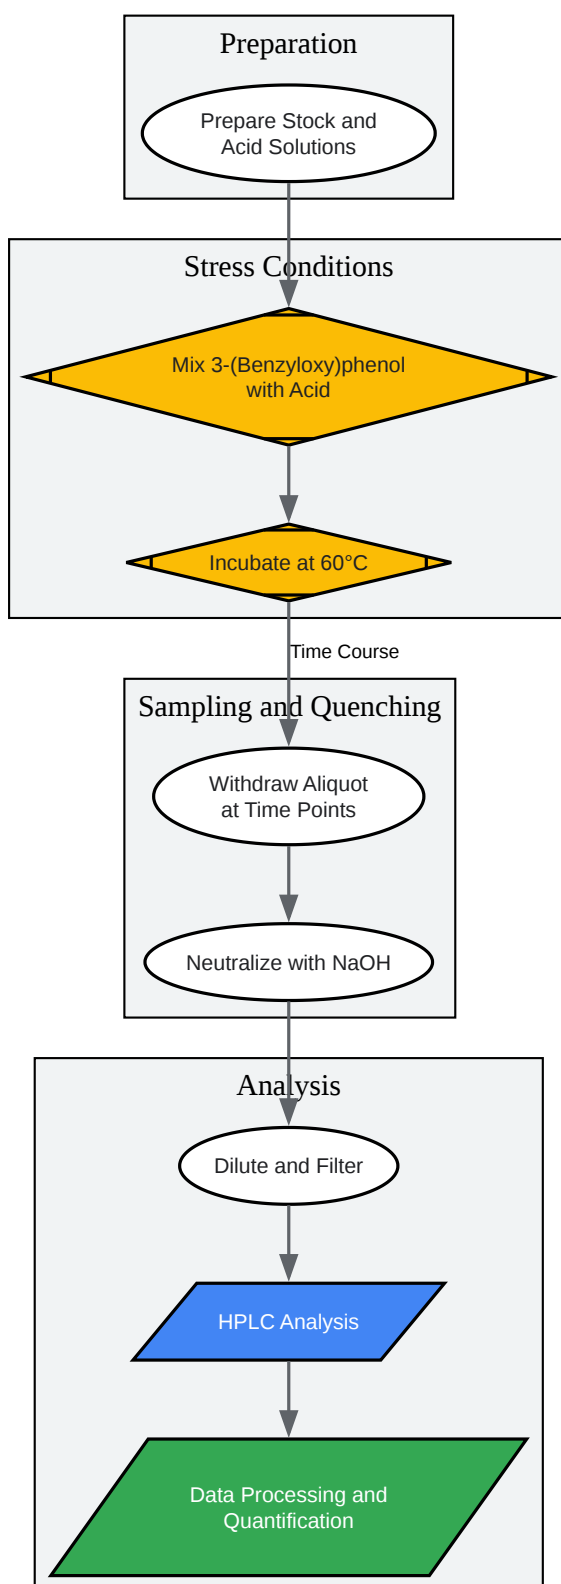 Preparation
Prepare Stock and
Acid Solutions
Stress Conditions
Mix 3-(Benzyloxy)phenol
with Acid
Incubate at 60°C
Time Course
Sampling and Quenching
Withdraw Aliquot
at Time Points
Neutralize with NaOH
Analysis
Dilute and Filter
HPLC Analysis
Data Processing and
Quantification